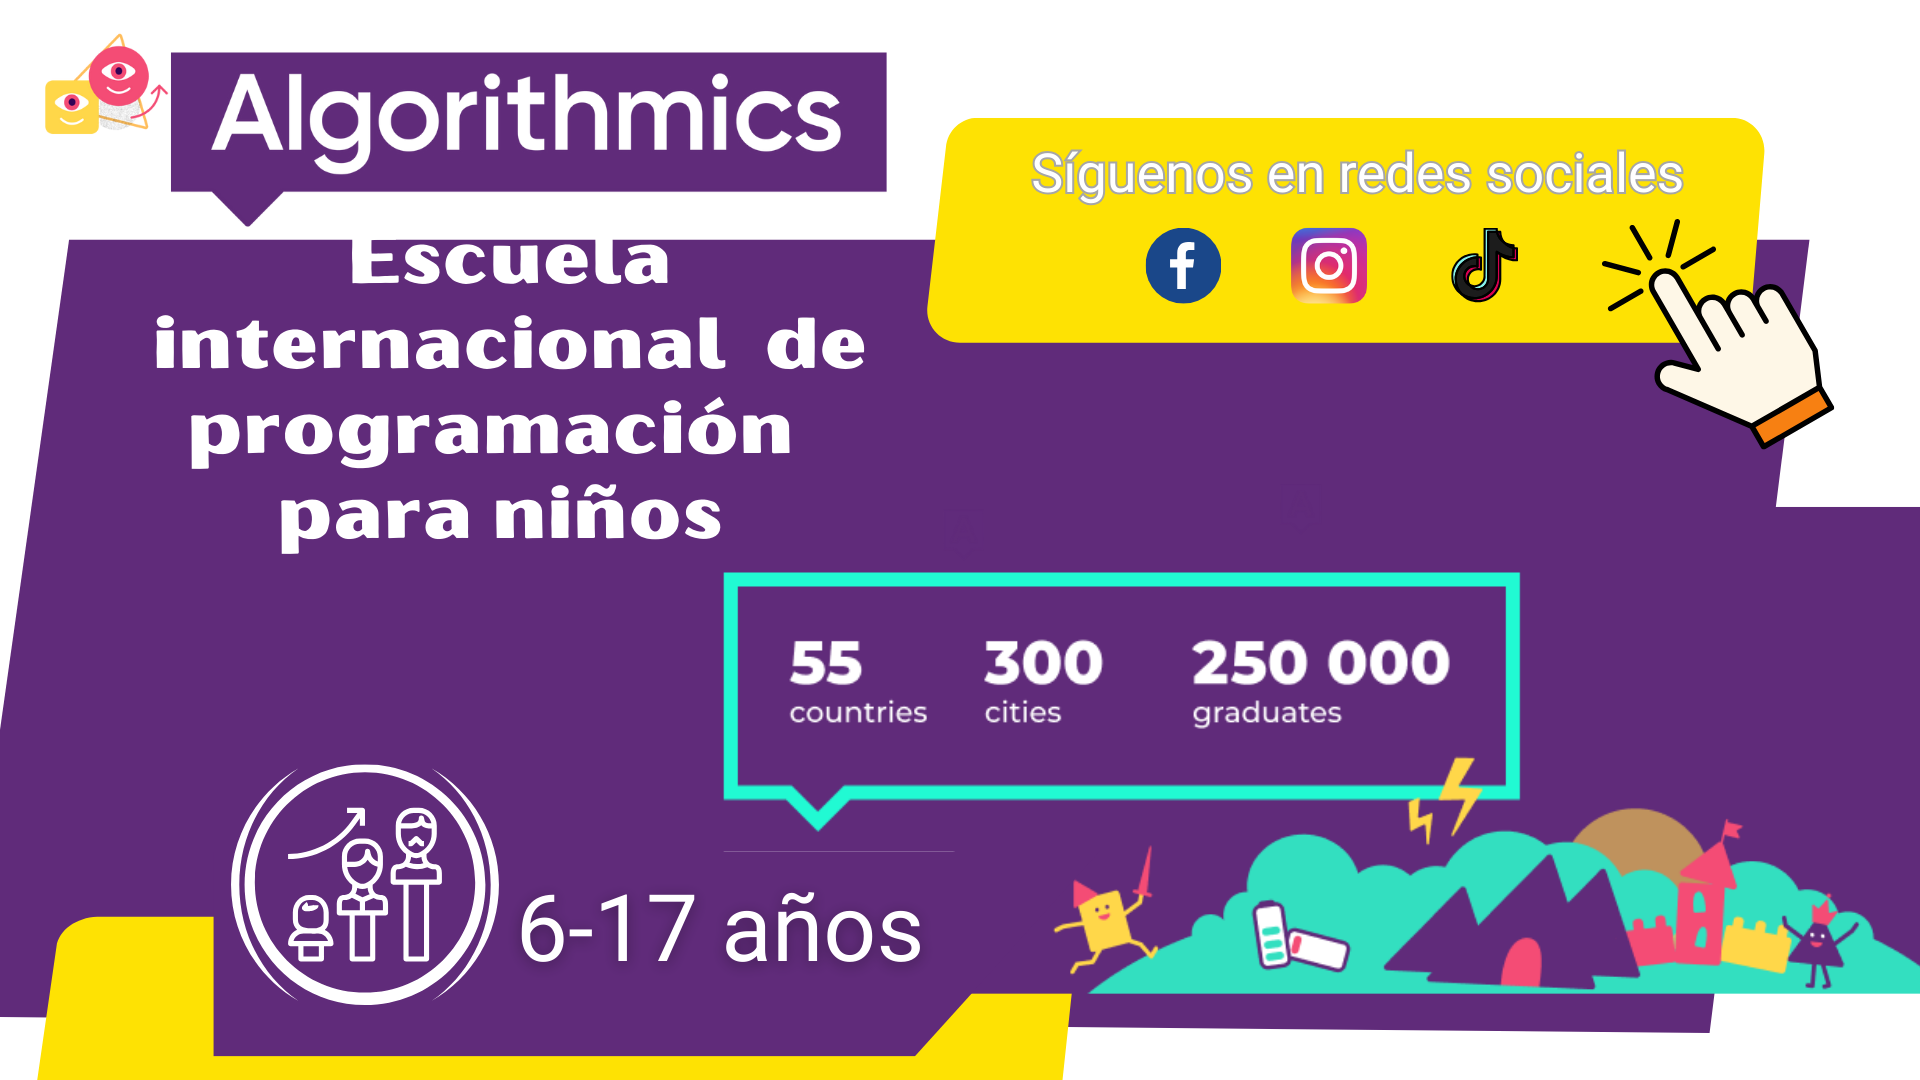 Algorithmics
Síguenos en redes sociales
Escuela
internacional de
programación
para niños
55 300 250 000
countries cities graduates
6-17 años